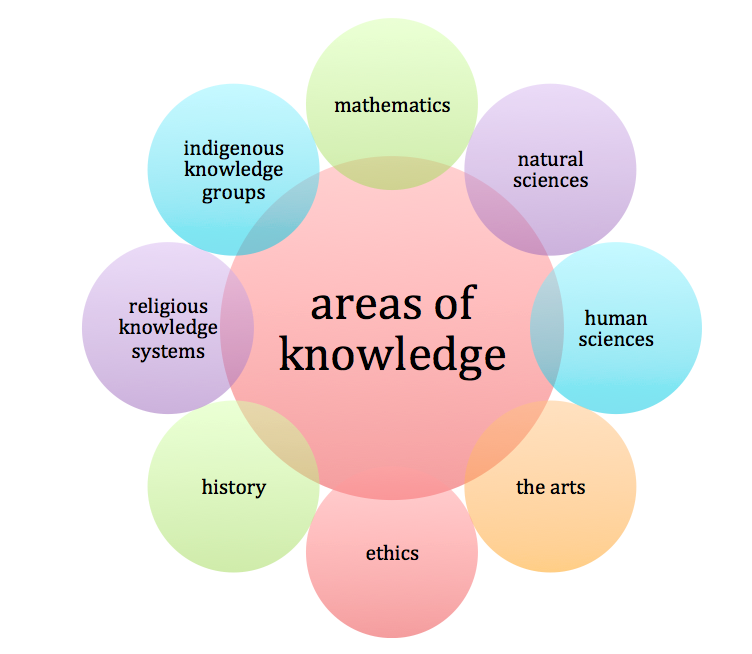 mathematics
natural
sciences
human
sciences
the arts
ethics
history
religious
knowledge
systems
indigenous
knowledge
groups
areas of
knowledge